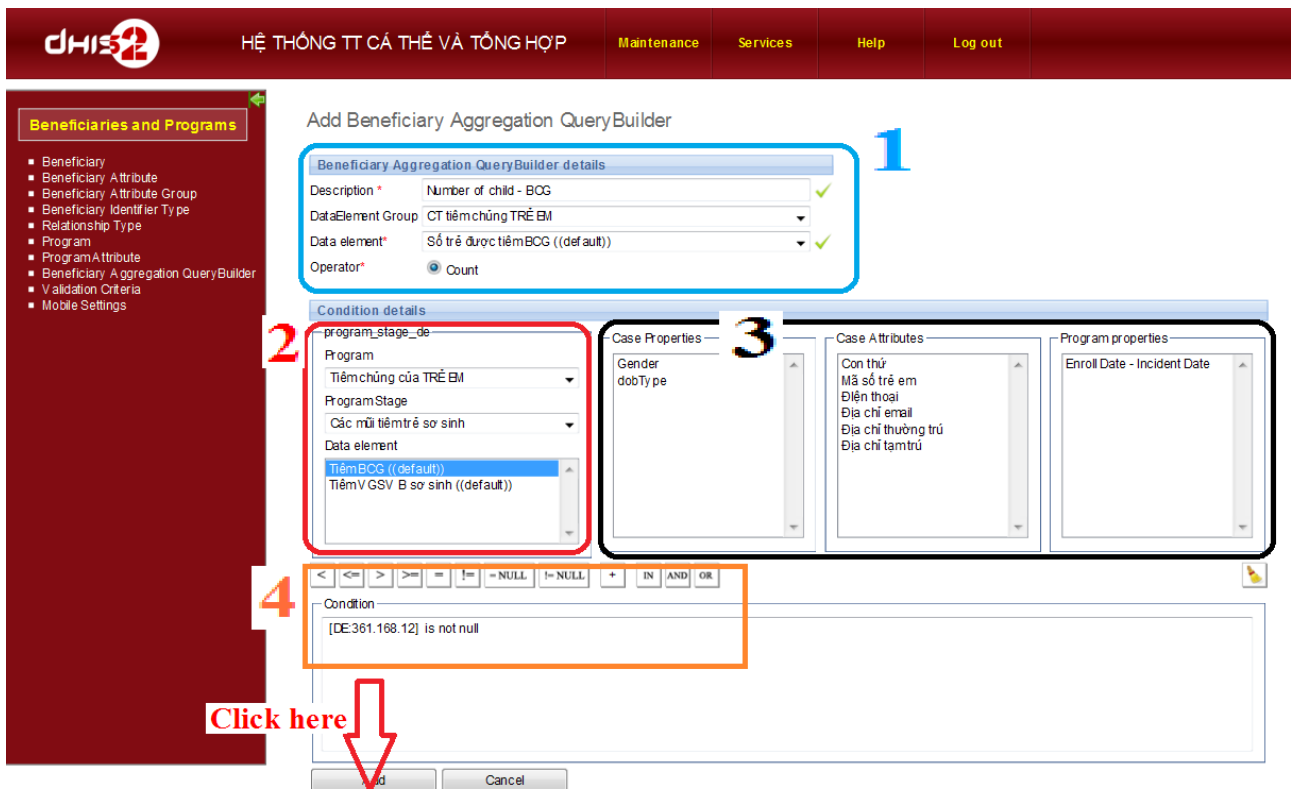 dHIS2
HỆ THỐNG TT CÁ THỂ VÀ TỔNG HỢP
Maintenance
Services
Help
Log out
Beneficiaries and Programs
Beneficiary
Beneficiary Attribute
Beneficiary Attribute Group
Beneficiary Identifier Type
Relationship Type
Program
Program Attribute
Beneficiary Aggregation QueryBuilder
Validation Criteria
Mobile Settings
Add Beneficiary Aggregation QueryBuilder
1
Beneficiary Aggregation QueryBuilder details
Description * Number of child - BCG
DataElement Group CT tiêm chủng TRẺ EM
Data element* Số trẻ được tiêm BCG ((default))
Operator* Count
Condition details
2
program_stage_de
Program
Tiêm chủng của TRẺ EM
Program Stage
Các mũi tiêm trẻ sơ sinh
Data element
Tiêm BCG ((default))
Tiêm VGSV B sơ sinh ((default))
3
Case Properties
Gender
dobType
Case Attributes
Con thứ
Mã số trẻ em
Điện thoại
Địa chỉ email
Địa chỉ thường trú
Địa chỉ tạm trú
Program properties
Enroll Date - Incident Date
< <= > >= = != = NULL != NULL + IN AND OR
4
Condition
[DE:361.168.12] is not null
Click here
Cancel